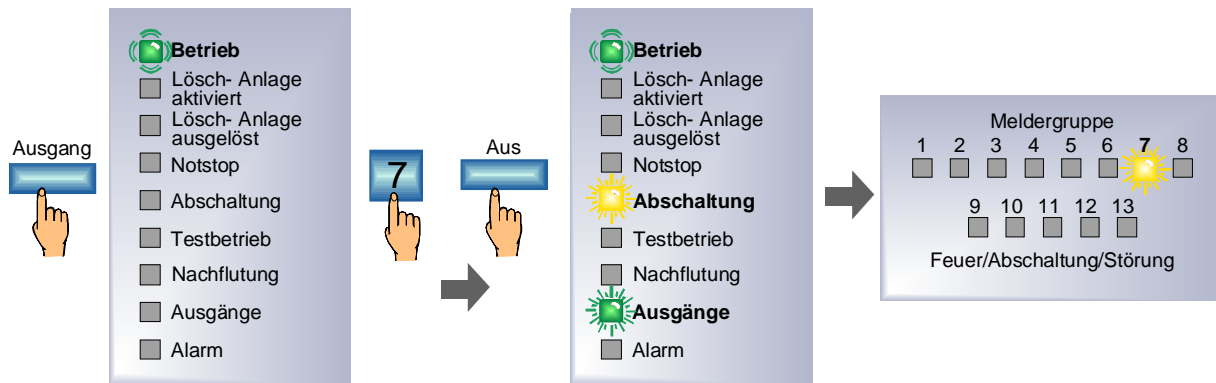 Ausgang
Betrieb
Lösch- Anlage
aktiviert
Lösch- Anlage
ausgelöst
Notstop
Abschaltung
Testbetrieb
Nachflutung
Ausgänge
Alarm
7
Aus
Betrieb
Lösch- Anlage
aktiviert
Lösch- Anlage
ausgelöst
Notstop
Abschaltung
Testbetrieb
Nachflutung
Ausgänge
Alarm
Meldergruppe
1 2 3 4 5 6 7 8
9 10 11 12 13
Feuer/Abschaltung/Störung